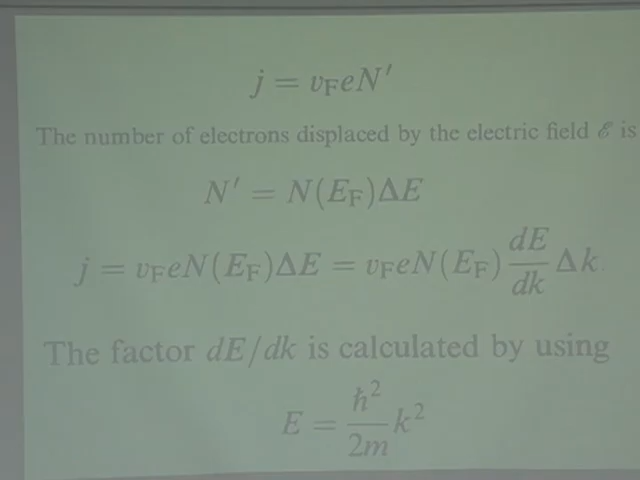 j = v_F e N′
The number of electrons displaced by the electric field ℰ is
N′ = N(E_F)ΔE
j = v_F e N(E_F)ΔE = v_F e N(E_F) dE/dk Δk
The factor dE/dk is calculated by using
E = ħ²/2m k²